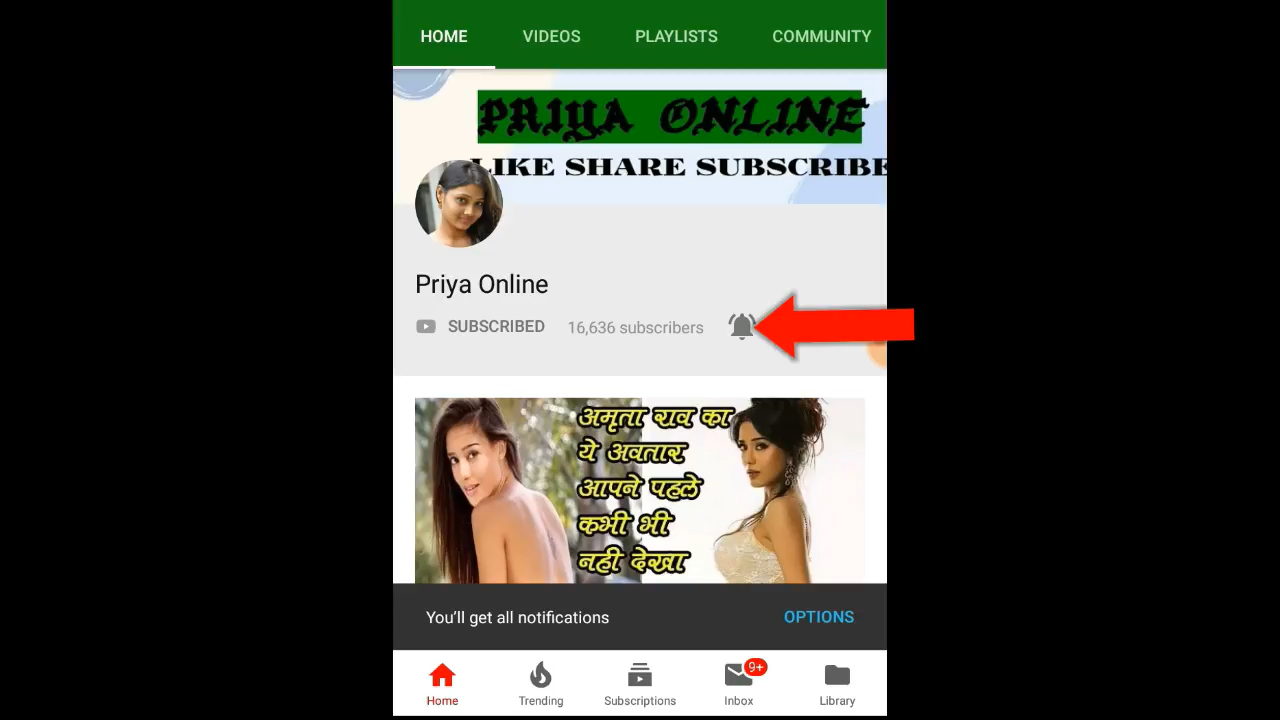 HOME VIDEOS PLAYLISTS COMMUNITY
PRIYA ONLINE
LIKE SHARE SUBSCRIBE
Priya Online
SUBSCRIBED 16,636 subscribers
अमृता राव का
ये अवतार
आपने पहले
कभी भी
नही देखा
You'll get all notifications OPTIONS
9+
Home Trending Subscriptions Inbox Library